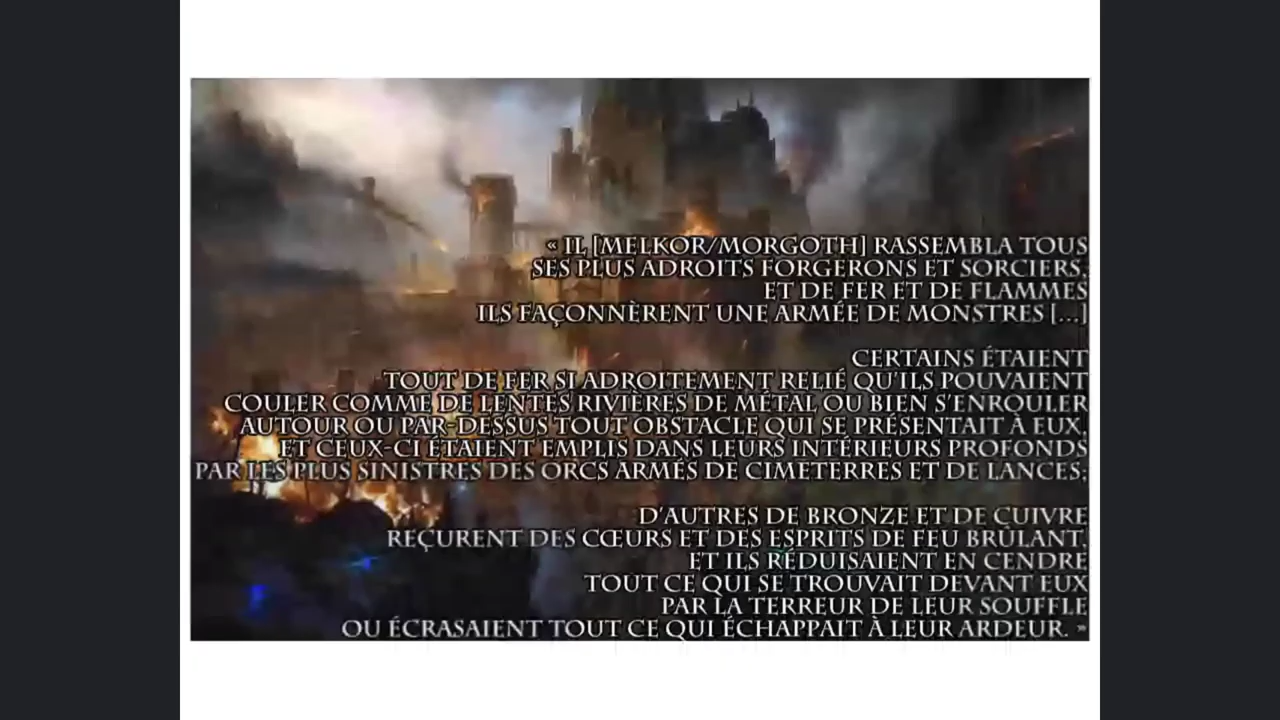 « IL [MELKOR/MORGOTH] RASSEMBLA TOUS
SES PLUS ADROITS FORGERONS ET SORCIERS,
ET DE FER ET DE FLAMMES
ILS FAÇONNÈRENT UNE ARMÉE DE MONSTRES [...]
CERTAINS ÉTAIENT
TOUT DE FER SI ADROITEMENT RELIÉ QU'ILS POUVAIENT
COULER COMME DE LENTES RIVIÈRES DE MÉTAL OU BIEN S'ENROULER
AUTOUR OU PAR-DESSUS TOUT OBSTACLE QUI SE PRÉSENTAIT À EUX,
ET CEUX-CI ÉTAIENT EMPLIS DANS LEURS INTÉRIEURS PROFONDS
PAR LES PLUS SINISTRES DES ORCS ARMÉS DE CIMETERRES ET DE LANCES;
D'AUTRES DE BRONZE ET DE CUIVRE
REÇURENT DES CŒURS ET DES ESPRITS DE FEU BRÛLANT,
ET ILS RÉDUISAIENT EN CENDRE
TOUT CE QUI SE TROUVAIT DEVANT EUX
PAR LA TERREUR DE LEUR SOUFFLE
OU ÉCRASAIENT TOUT CE QUI ÉCHAPPAIT À LEUR ARDEUR. »